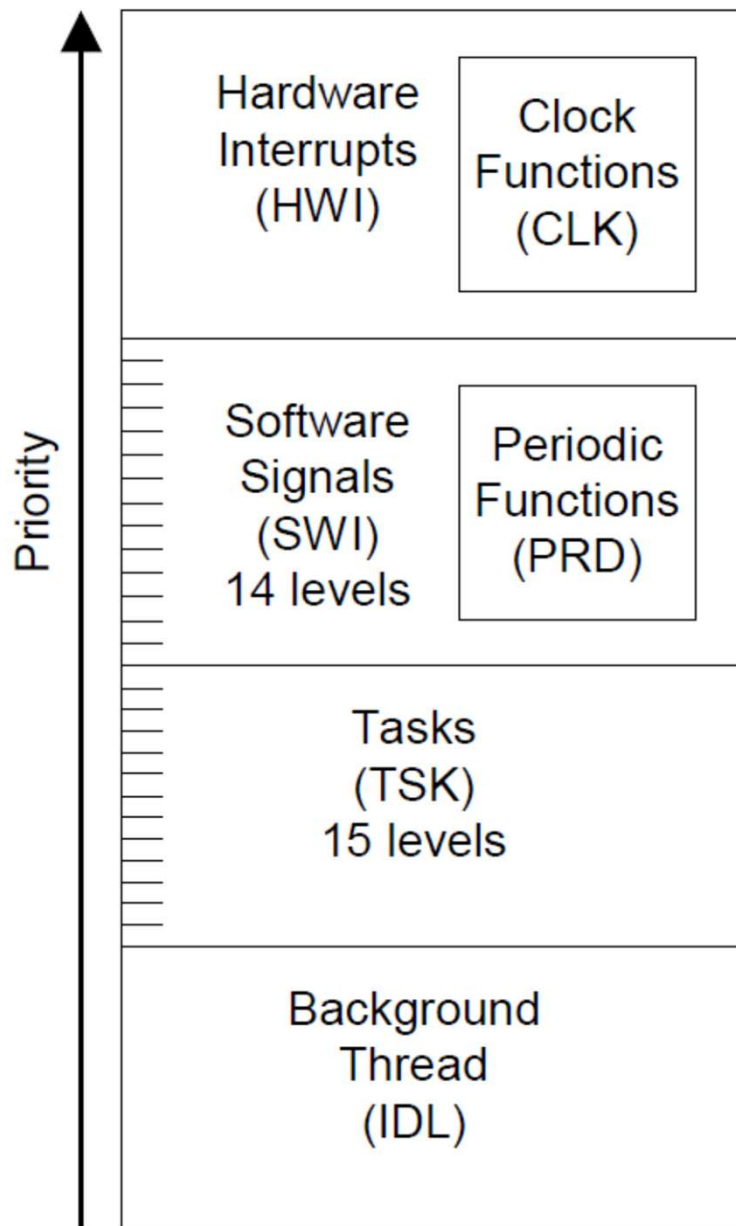 Priority
Hardware
Interrupts
(HWI)
Clock
Functions
(CLK)
Software
Signals
(SWI)
14 levels
Periodic
Functions
(PRD)
Tasks
(TSK)
15 levels
Background
Thread
(IDL)